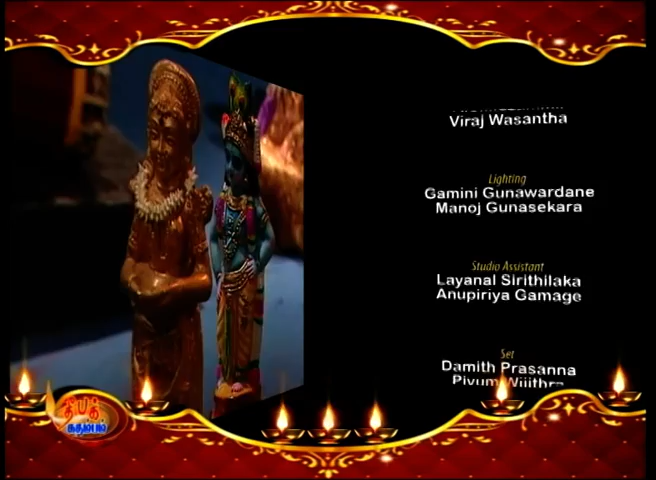 Viraj Wasantha
Lighting
Gamini Gunawardane
Manoj Gunasekara
Studio Assistant
Layanal Sirithilaka
Anupiriya Gamage
Set
Damith Prasanna